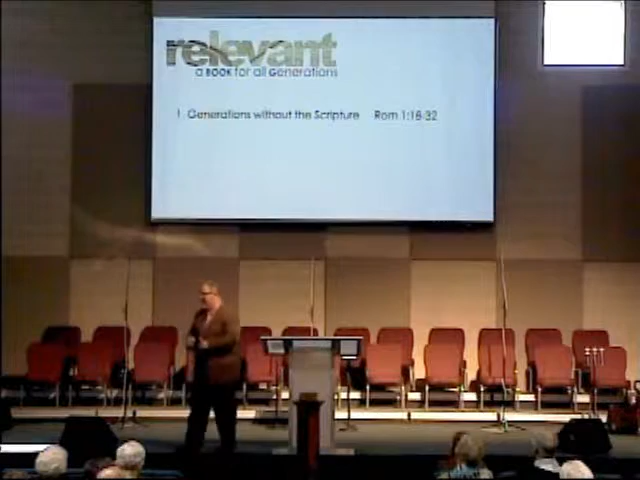 relevant
a BOOK for all Generations
1 Generations without the Scripture Rom 1:18-32